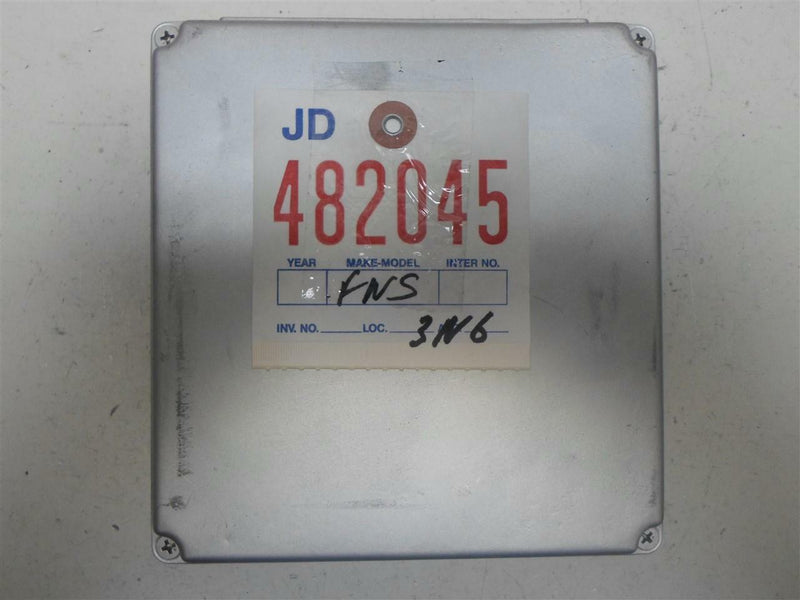 JD
482045
YEAR MAKE-MODEL INTER NO.
FNS
INV. NO. LOC. 3N6